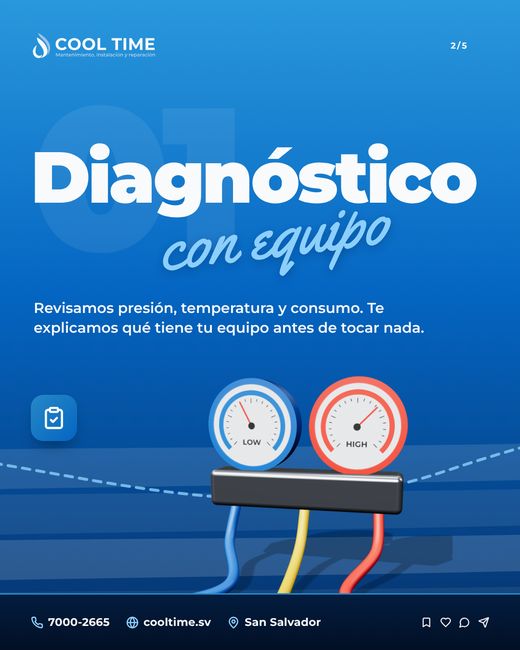 COOL TIME
Mantenimiento, instalación y reparación
2/5
01
Diagnóstico
con equipo
Revisamos presión, temperatura y consumo. Te
explicamos qué tiene tu equipo antes de tocar nada.
LOW
HIGH
7000-2665
cooltime.sv
San Salvador